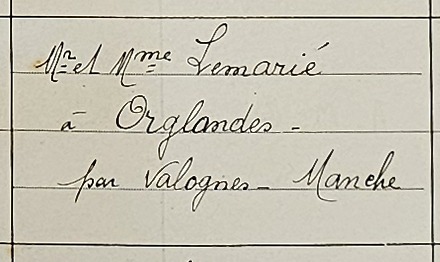 Mr et Mme Lemarié
à Orglandes -
par Valognes - Manche